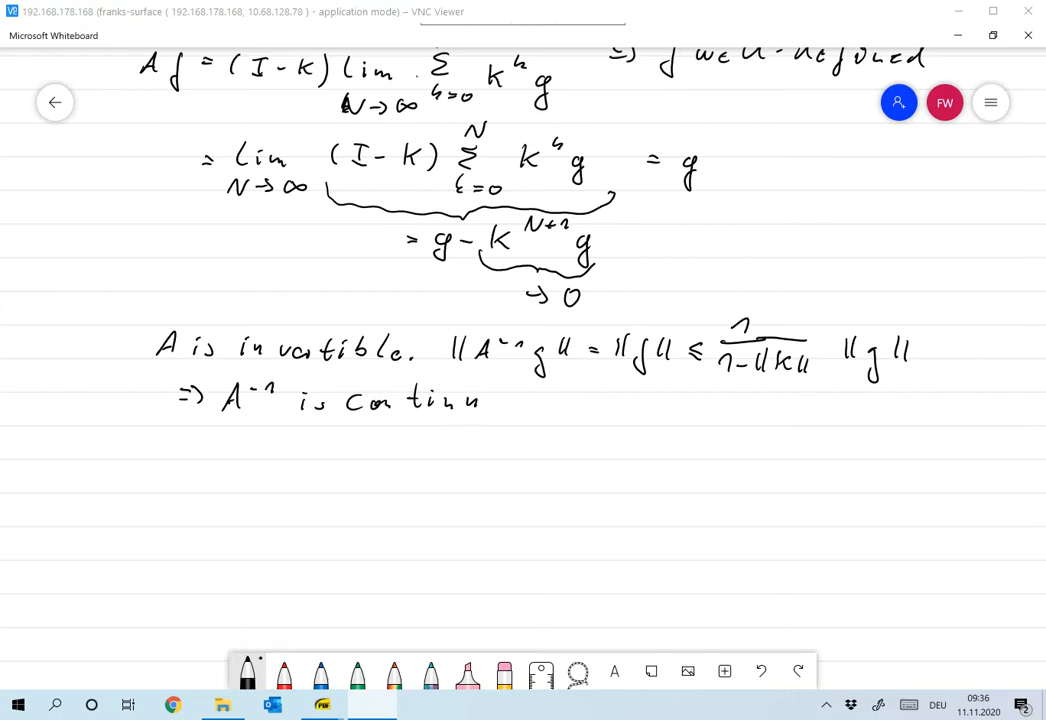 192.168.178.168 (franks-surface ( 192.168.178.168, 10.68.128.78 ) - application mode) – VNC Viewer
Microsoft Whiteboard
A f = (I - K) lim Σ K^n g ⇒ f well-defined
N → ∞ n=0
= lim (I - K) Σ K^n g = g
N → ∞ N n=0
= g - K^{N+1} g
→ 0
A is invertible. ||A^{-1} g|| = ||f|| ≤ 1/(1-||K||) ||g||
⇒ A^{-1} is continu
FW
A
PDF
DEU
09:36
11.11.2020
2